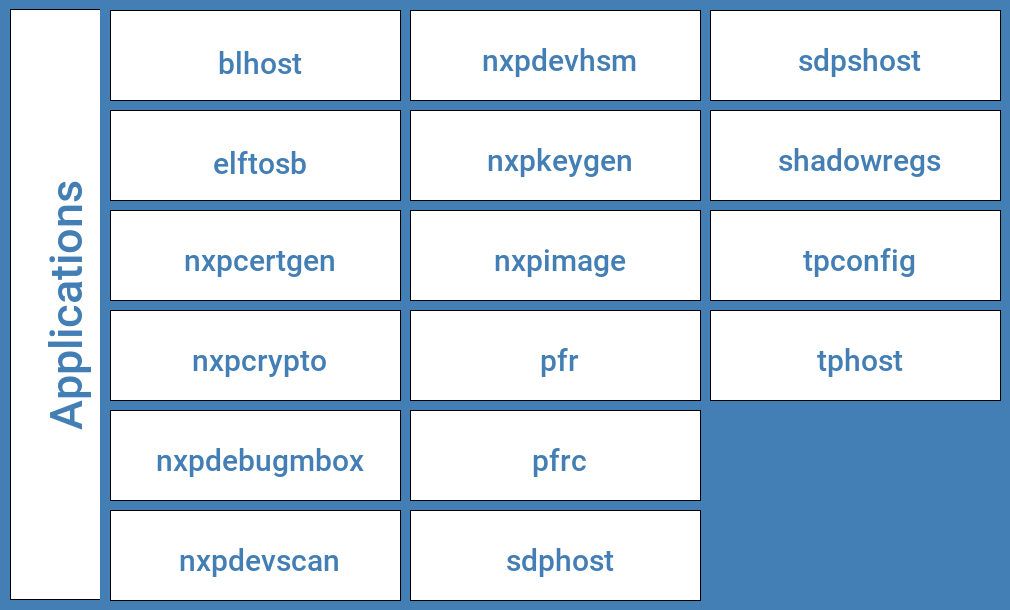 Applications
blhost
elftosb
nxpcertgen
nxpcrypto
nxpdebugmbox
nxpdevscan
nxpdevhsm
nxpkeygen
nxpimage
pfr
pfrc
sdphost
sdpshost
shadowregs
tpconfig
tphost